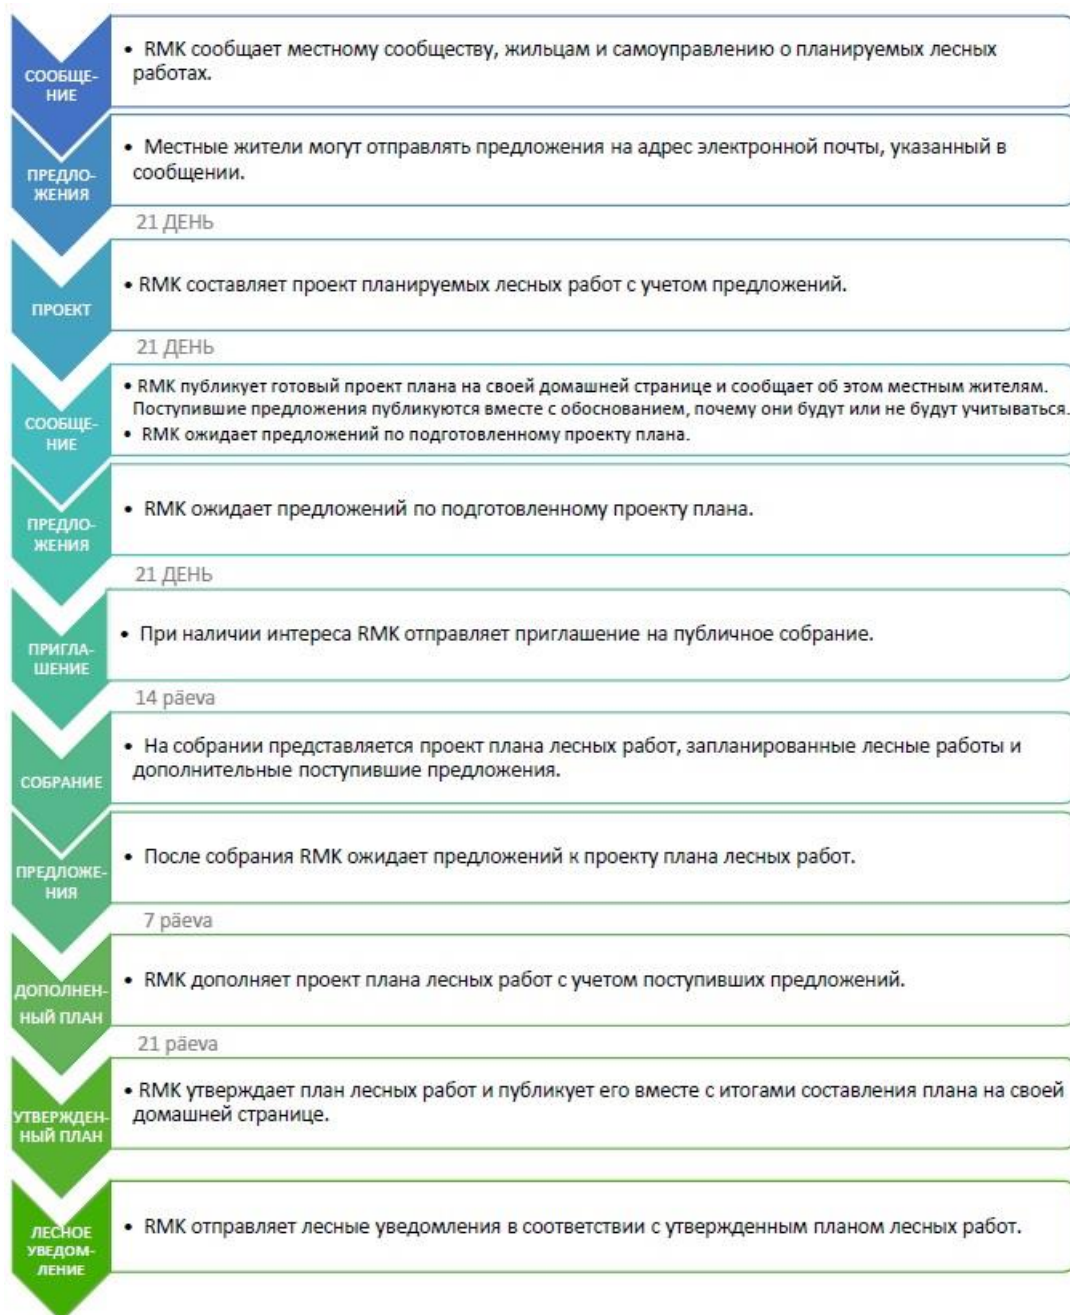 СООБЩЕ-
НИЕ
• RMK сообщает местному сообществу, жильцам и самоуправлению о планируемых лесных
работах.
ПРЕДЛО-
ЖЕНИЯ
• Местные жители могут отправлять предложения на адрес электронной почты, указанный в
сообщении.
21 ДЕНЬ
ПРОЕКТ
• RMK составляет проект планируемых лесных работ с учетом предложений.
21 ДЕНЬ
СООБЩЕ-
НИЕ
• RMK публикует готовый проект плана на своей домашней странице и сообщает об этом местным жителям.
Поступившие предложения публикуются вместе с обоснованием, почему они будут или не будут учитываться.
• RMK ожидает предложений по подготовленному проекту плана.
ПРЕДЛО-
ЖЕНИЯ
• RMK ожидает предложений по подготовленному проекту плана.
21 ДЕНЬ
ПРИГЛА-
ШЕНИЕ
• При наличии интереса RMK отправляет приглашение на публичное собрание.
14 päeva
СОБРАНИЕ
• На собрании представляется проект плана лесных работ, запланированные лесные работы и
дополнительные поступившие предложения.
ПРЕДЛОЖЕ-
НИЯ
• После собрания RMK ожидает предложений к проекту плана лесных работ.
7 päeva
ДОПОЛНЕН-
НЫЙ ПЛАН
• RMK дополняет проект плана лесных работ с учетом поступивших предложений.
21 päeva
УТВЕРЖДЕН-
НЫЙ ПЛАН
• RMK утверждает план лесных работ и публикует его вместе с итогами составления плана на своей
домашней странице.
ЛЕСНОЕ
УВЕДОМ-
ЛЕНИЕ
• RMK отправляет лесные уведомления в соответствии с утвержденным планом лесных работ.